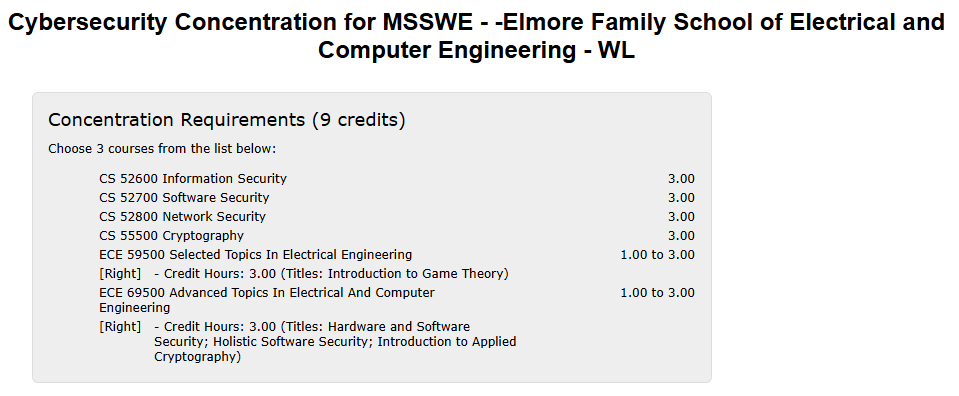 Cybersecurity Concentration for MSSWE - -Elmore Family School of Electrical and
Computer Engineering - WL
Concentration Requirements (9 credits)
Choose 3 courses from the list below:
CS 52600 Information Security 3.00
CS 52700 Software Security 3.00
CS 52800 Network Security 3.00
CS 55500 Cryptography 3.00
ECE 59500 Selected Topics In Electrical Engineering 1.00 to 3.00
[Right] - Credit Hours: 3.00 (Titles: Introduction to Game Theory)
ECE 69500 Advanced Topics In Electrical And Computer 1.00 to 3.00
Engineering
[Right] - Credit Hours: 3.00 (Titles: Hardware and Software
Security; Holistic Software Security; Introduction to Applied
Cryptography)